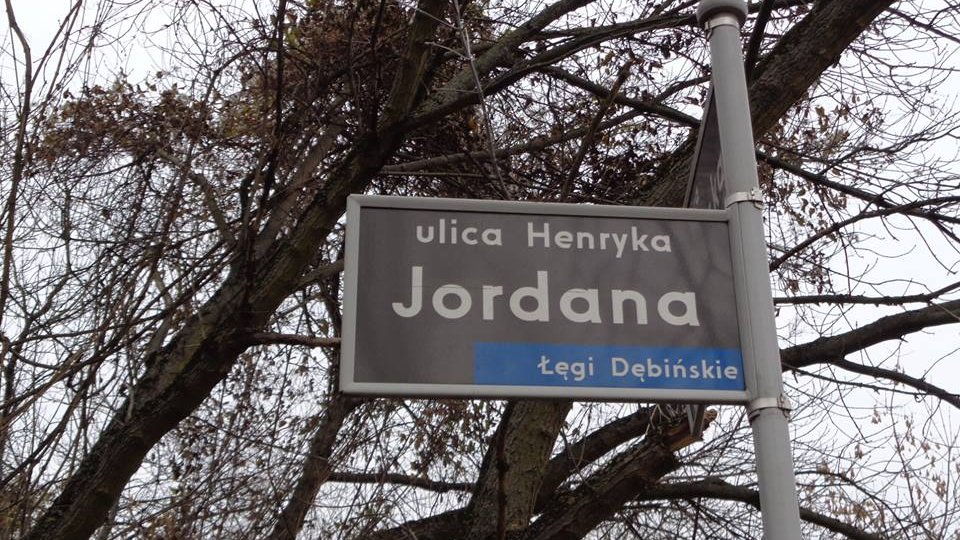 ulica Henryka
Jordana
Łęgi Dębińskie